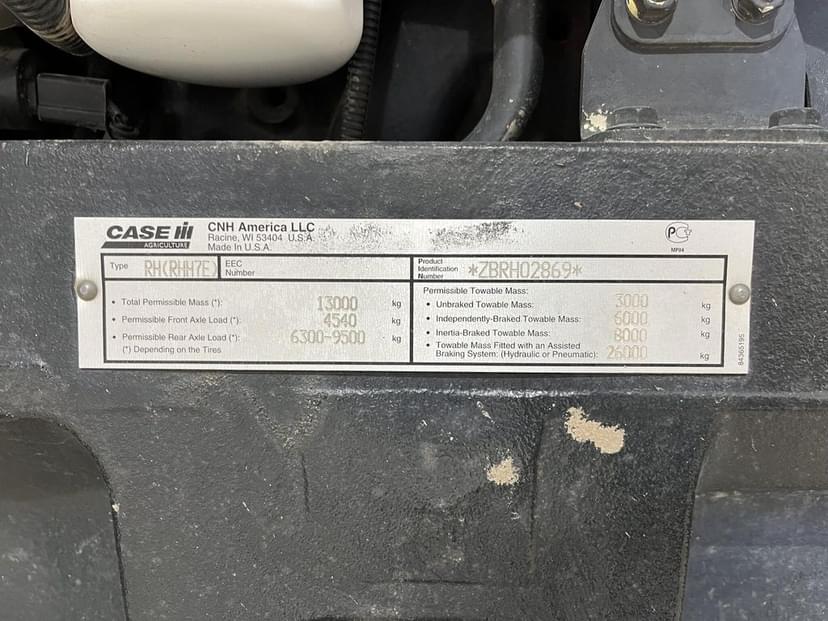 CASE IH
AGRICULTURE
CNH America LLC
Racine, WI 53404 U.S.A.
Made In U.S.A.
MP04
Type RH(RHH7E)
EEC
Number
Product
Identification
Number *ZBRH02869*
• Total Permissible Mass (*): 13000 kg
• Permissible Front Axle Load (*): 4540 kg
• Permissible Rear Axle Load (*): 6300-9500 kg
(*) Depending on the Tires
Permissible Towable Mass:
• Unbraked Towable Mass: 3000 kg
• Independently-Braked Towable Mass: 6000 kg
• Inertia-Braked Towable Mass: 8000 kg
• Towable Mass Fitted with an Assisted
Braking System: (Hydraulic or Pneumatic): 26000 kg
84365195